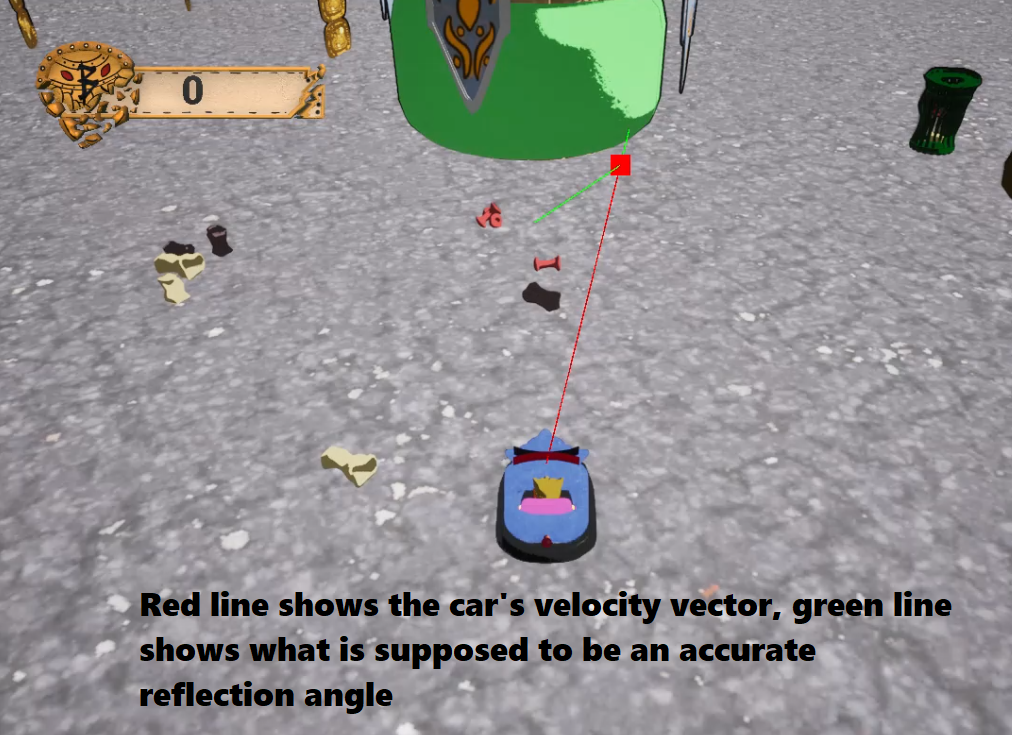 0
Red line shows the car's velocity vector, green line
shows what is supposed to be an accurate
reflection angle